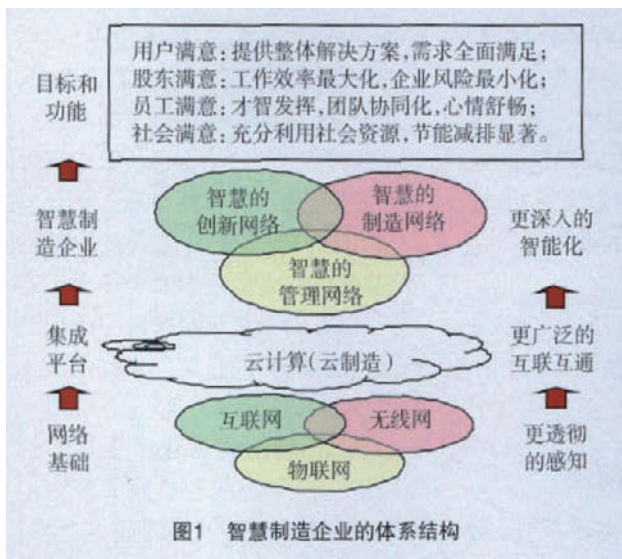 用户满意:提供整体解决方案,需求全面满足;
股东满意:工作效率最大化,企业风险最小化;
员工满意:才智发挥,团队协同化,心情舒畅;
社会满意:充分利用社会资源,节能减排显著。
目标和
功能
智慧的
创新网络
智慧的
制造网络
智慧的
管理网络
智慧制
造企业
更深入的
智能化
集成
平台
云计算(云制造)
更广泛的
互联互通
互联网
无线网
物联网
网络
基础
更透彻
的感知
图1 智慧制造企业的体系结构